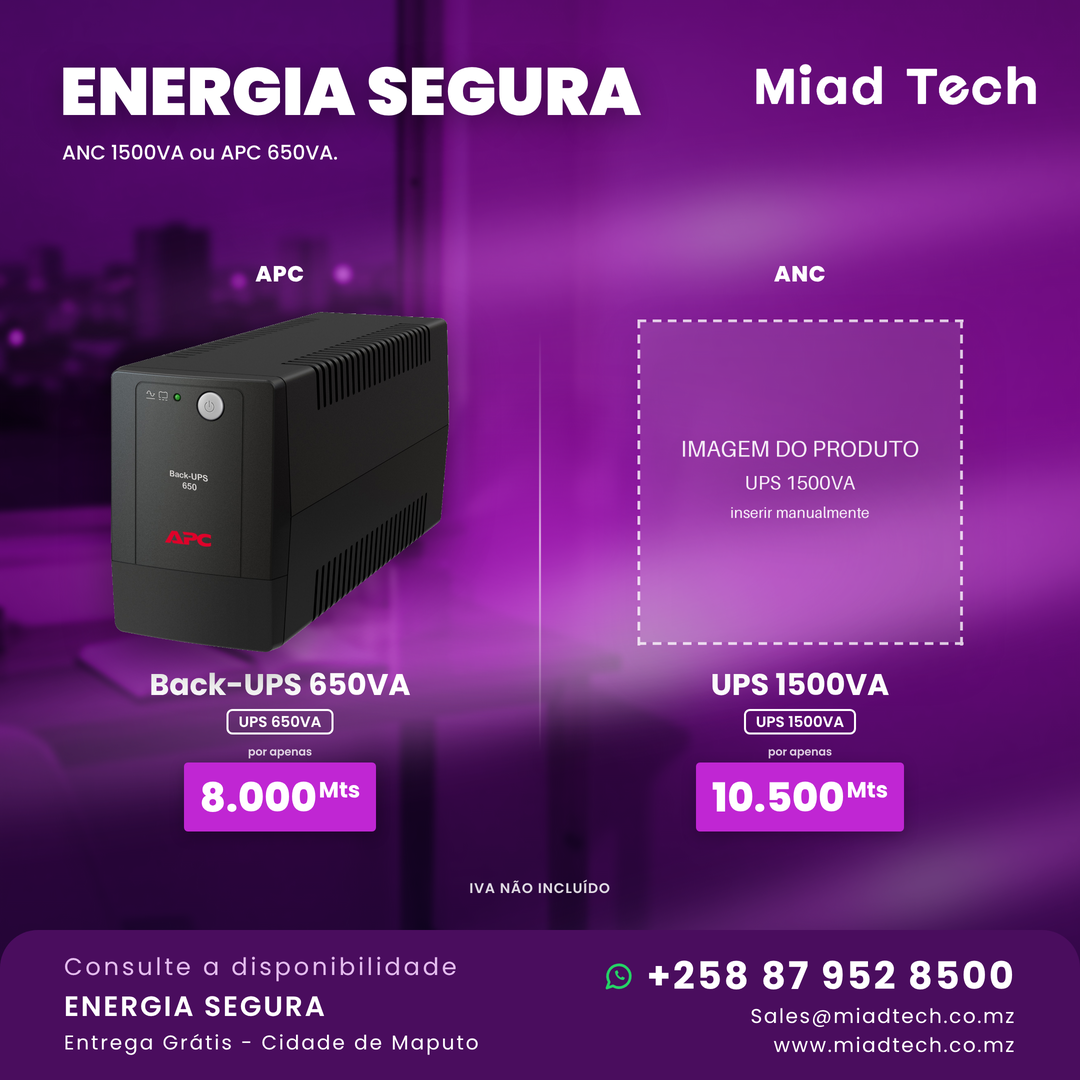 ENERGIA SEGURA
Miad Tech
ANC 1500VA ou APC 650VA.
APC
Back-UPS
650
APC
Back-UPS 650VA
UPS 650VA
por apenas
8.000Mts
ANC
IMAGEM DO PRODUTO
UPS 1500VA
inserir manualmente
UPS 1500VA
UPS 1500VA
por apenas
10.500Mts
IVA NÃO INCLUÍDO
Consulte a disponibilidade
ENERGIA SEGURA
Entrega Grátis - Cidade de Maputo
+258 87 952 8500
Sales@miadtech.co.mz
www.miadtech.co.mz